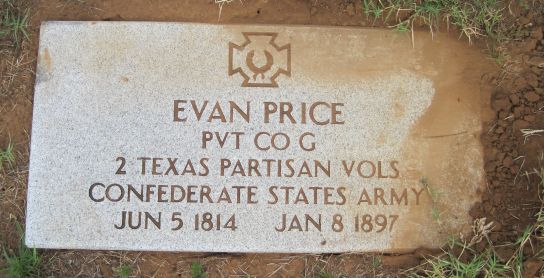 EVAN PRICE
PVT CO G
2 TEXAS PARTISAN VOLS
CONFEDERATE STATES ARMY
JUN 5 1814 JAN 8 1897